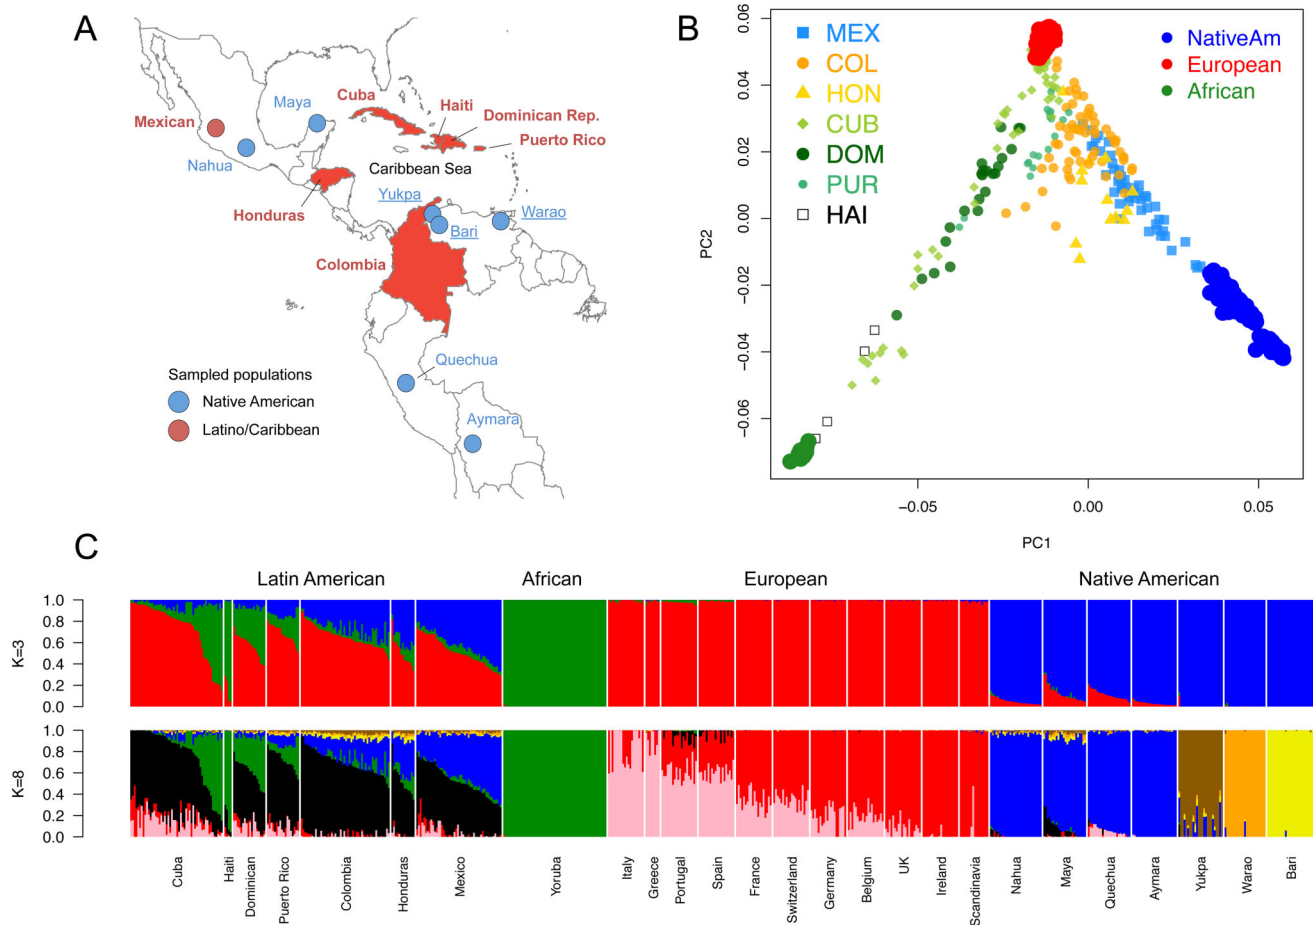 A
Maya
Cuba
Haiti
Mexican
Dominican Rep.
Puerto Rico
Nahua
Caribbean Sea
Yukpa
Warao
Honduras
Bari
Colombia
Quechua
Sampled populations
Native American
Aymara
Latino/Caribbean
B
MEX
COL
HON
CUB
DOM
PUR
HAI
NativeAm
European
African
0.06
0.04
0.02
0.00
−0.02
−0.04
−0.06
PC2
−0.05
0.00
0.05
PC1
C
Latin American
African
European
Native American
K=3
1.0
0.8
0.6
0.4
0.2
0.0
K=8
1.0
0.8
0.6
0.4
0.2
0.0
Cuba
Haiti
Dominican
Puerto Rico
Colombia
Honduras
Mexico
Yoruba
Italy
Greece
Portugal
Spain
France
Switzerland
Germany
Belgium
UK
Ireland
Scandinavia
Nahua
Maya
Quechua
Aymara
Yukpa
Warao
Bari